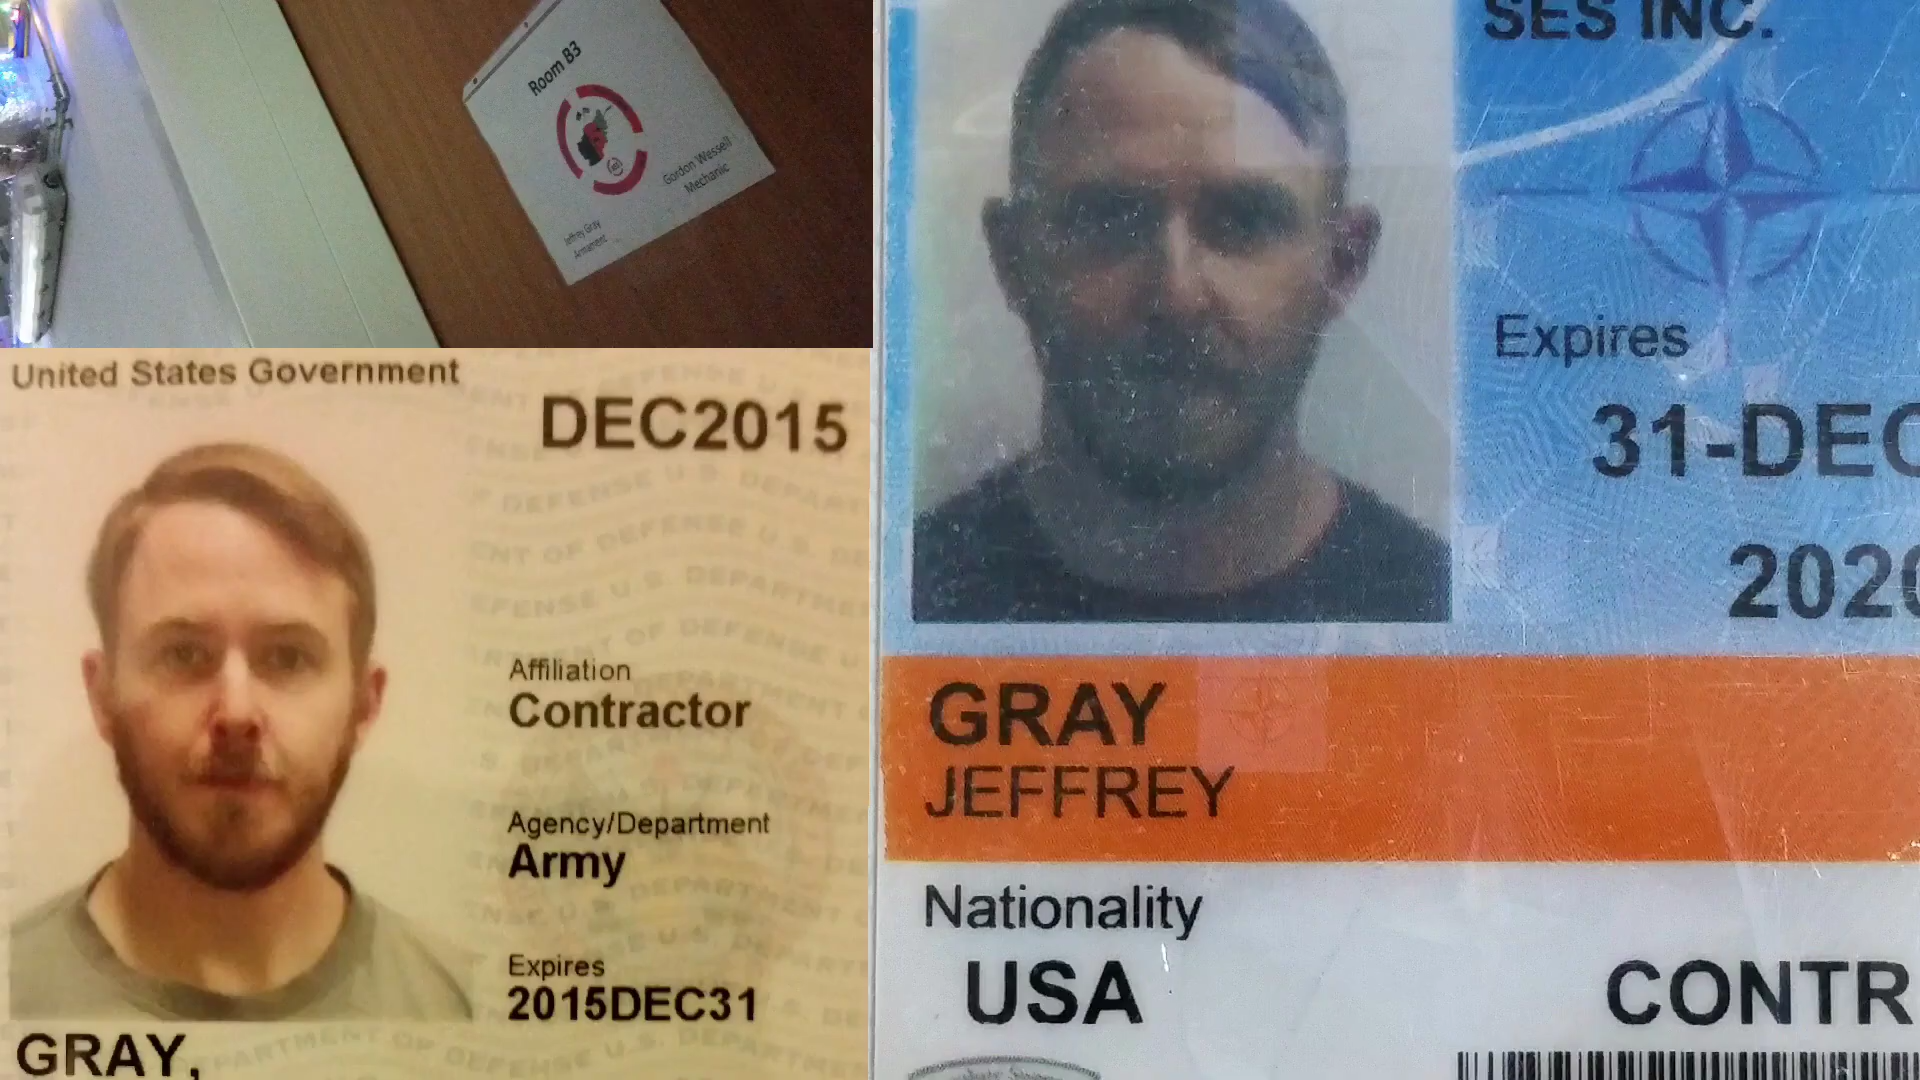 Room B3
Gordon Wessell
Mechanic
Jeffrey Gray
Armament
United States Government
DEC2015
Affiliation
Contractor
Agency/Department
Army
Expires
2015DEC31
GRAY,
SES INC.
Expires
31-DEC
2020
GRAY
JEFFREY
Nationality
USA
CONTR